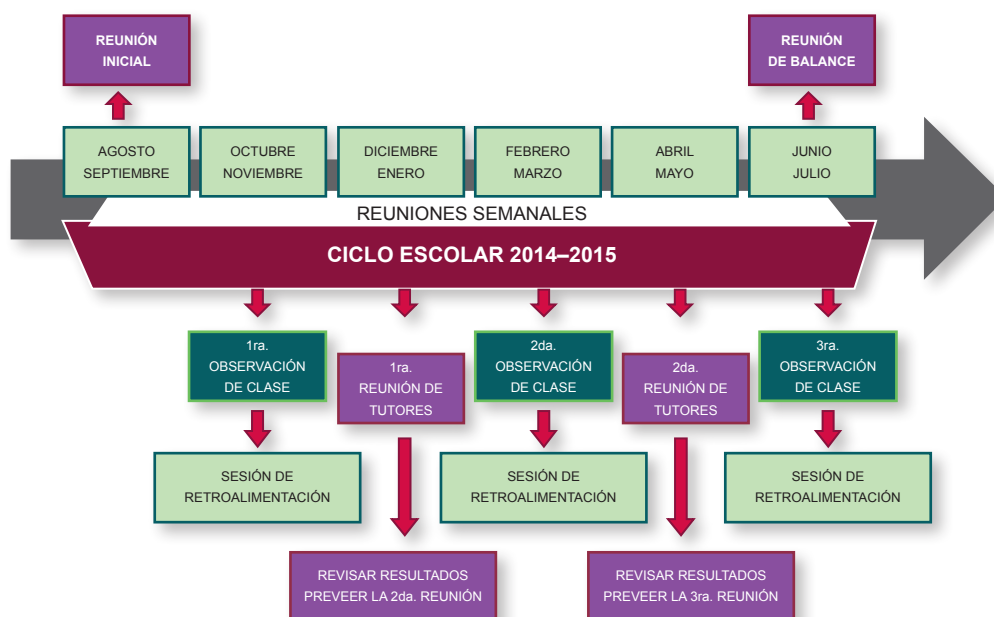 REUNIÓN
INICIAL
REUNIÓN
DE BALANCE
AGOSTO
SEPTIEMBRE
OCTUBRE
NOVIEMBRE
DICIEMBRE
ENERO
FEBRERO
MARZO
ABRIL
MAYO
JUNIO
JULIO
REUNIONES SEMANALES
CICLO ESCOLAR 2014–2015
1ra.
OBSERVACIÓN
DE CLASE
1ra.
REUNIÓN DE
TUTORES
2da.
OBSERVACIÓN
DE CLASE
2da.
REUNIÓN DE
TUTORES
3ra.
OBSERVACIÓN
DE CLASE
SESIÓN DE
RETROALIMENTACIÓN
SESIÓN DE
RETROALIMENTACIÓN
SESIÓN DE
RETROALIMENTACIÓN
REVISAR RESULTADOS
PREVEER LA 2da. REUNIÓN
REVISAR RESULTADOS
PREVEER LA 3ra. REUNIÓN